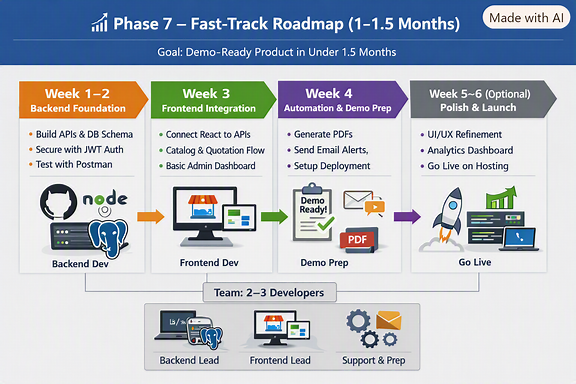 Phase 7 – Fast-Track Roadmap (1–1.5 Months)
Made with AI
Goal: Demo-Ready Product in Under 1.5 Months
Week 1–2
Backend Foundation
• Build APIs & DB Schema
• Secure with JWT Auth
• Test with Postman
node
Backend Dev
Week 3
Frontend Integration
• Connect React to APIs
• Catalog & Quotation Flow
• Basic Admin Dashboard
Frontend Dev
Week 4
Automation & Demo Prep
• Generate PDFs
• Send Email Alerts,
• Setup Deployment
Demo
Ready!
PDF
Demo Prep
Week 5–6 (Optional)
Polish & Launch
• UI/UX Refinement
• Analytics Dashboard
• Go Live on Hosting
Go Live
Team: 2–3 Developers
Backend Lead
Frontend Lead
Support & Prep